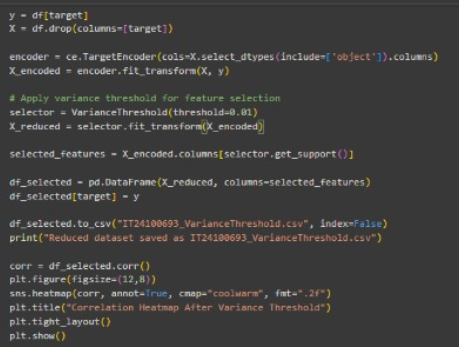 y = df[target]
X = df.drop(columns=[target])
encoder = ce.TargetEncoder(cols=X.select_dtypes(include=['object']).columns)
X_encoded = encoder.fit_transform(X, y)
# Apply variance threshold for feature selection
selector = VarianceThreshold(threshold=0.01)
X_reduced = selector.fit_transform(X_encoded)
selected_features = X_encoded.columns[selector.get_support()]
df_selected = pd.DataFrame(X_reduced, columns=selected_features)
df_selected[target] = y
df_selected.to_csv("IT24100693_VarianceThreshold.csv", index=False)
print("Reduced dataset saved as IT24100693_VarianceThreshold.csv")
corr = df_selected.corr()
plt.figure(figsize=(12,8))
sns.heatmap(corr, annot=True, cmap="coolwarm", fmt=".2f")
plt.title("Correlation Heatmap After Variance Threshold")
plt.tight_layout()
plt.show()